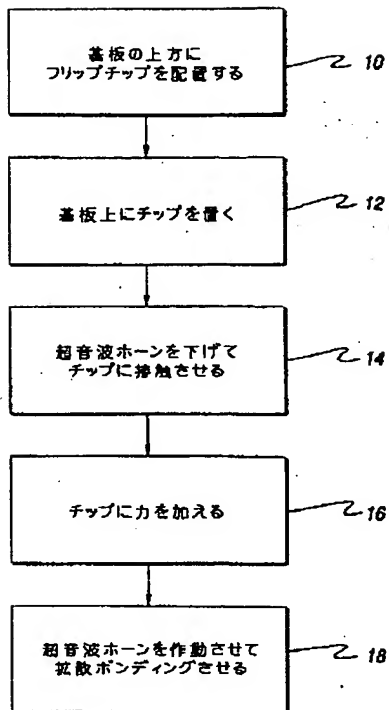 基板の上方に
フリップチップを配置する
10
基板上にチップを置く
12
超音波ホーンを下げて
チップに接触させる
14
チップに力を加える
16
超音波ホーンを作動させて
拡散ボンディングさせる
18